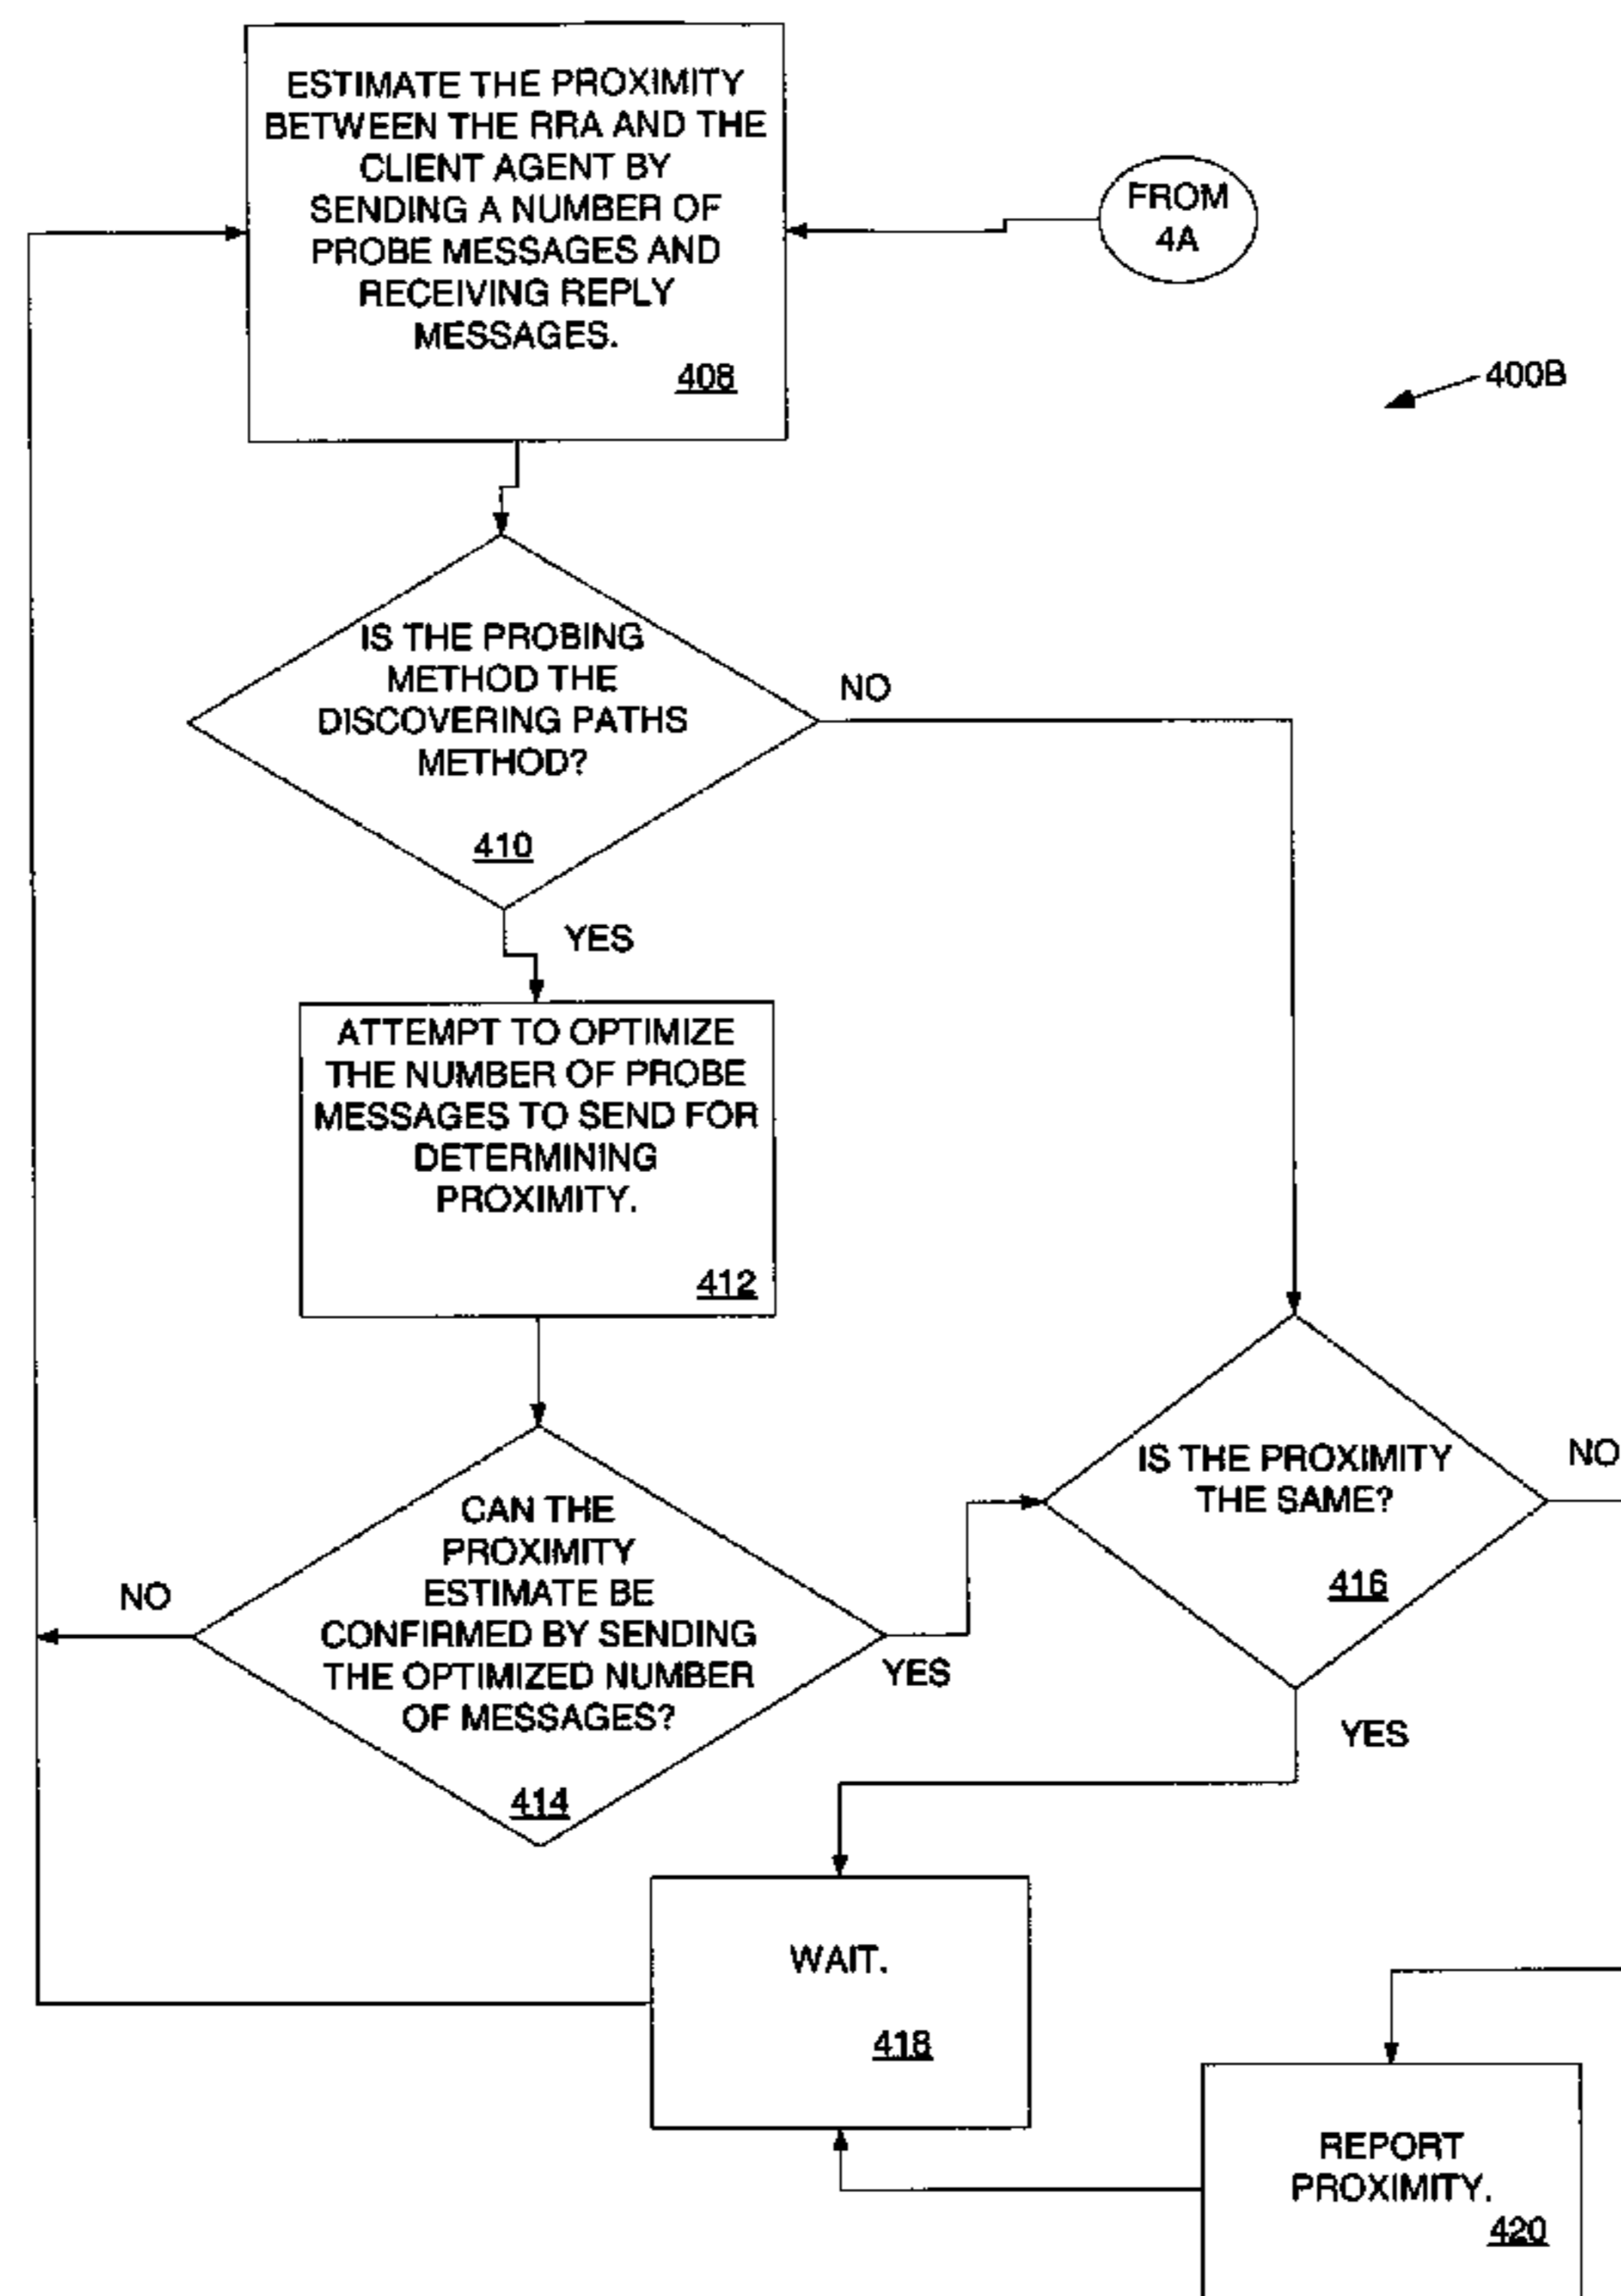 ESTIMATE THE PROXIMITY
BETWEEN THE RRA AND THE
CLIENT AGENT BY
SENDING A NUMBER OF
PROBE MESSAGES AND
RECEIVING REPLY
MESSAGES.
408
FROM
4A
400B
IS THE PROBING
METHOD THE
DISCOVERING PATHS
METHOD?
410
NO
YES
ATTEMPT TO OPTIMIZE
THE NUMBER OF PROBE
MESSAGES TO SEND FOR
DETERMINING
PROXIMITY.
412
CAN THE
PROXIMITY
ESTIMATE BE
CONFIRMED BY SENDING
THE OPTIMIZED NUMBER
OF MESSAGES?
414
NO
YES
IS THE PROXIMITY
THE SAME?
416
NO
YES
WAIT.
418
REPORT
PROXIMITY.
420